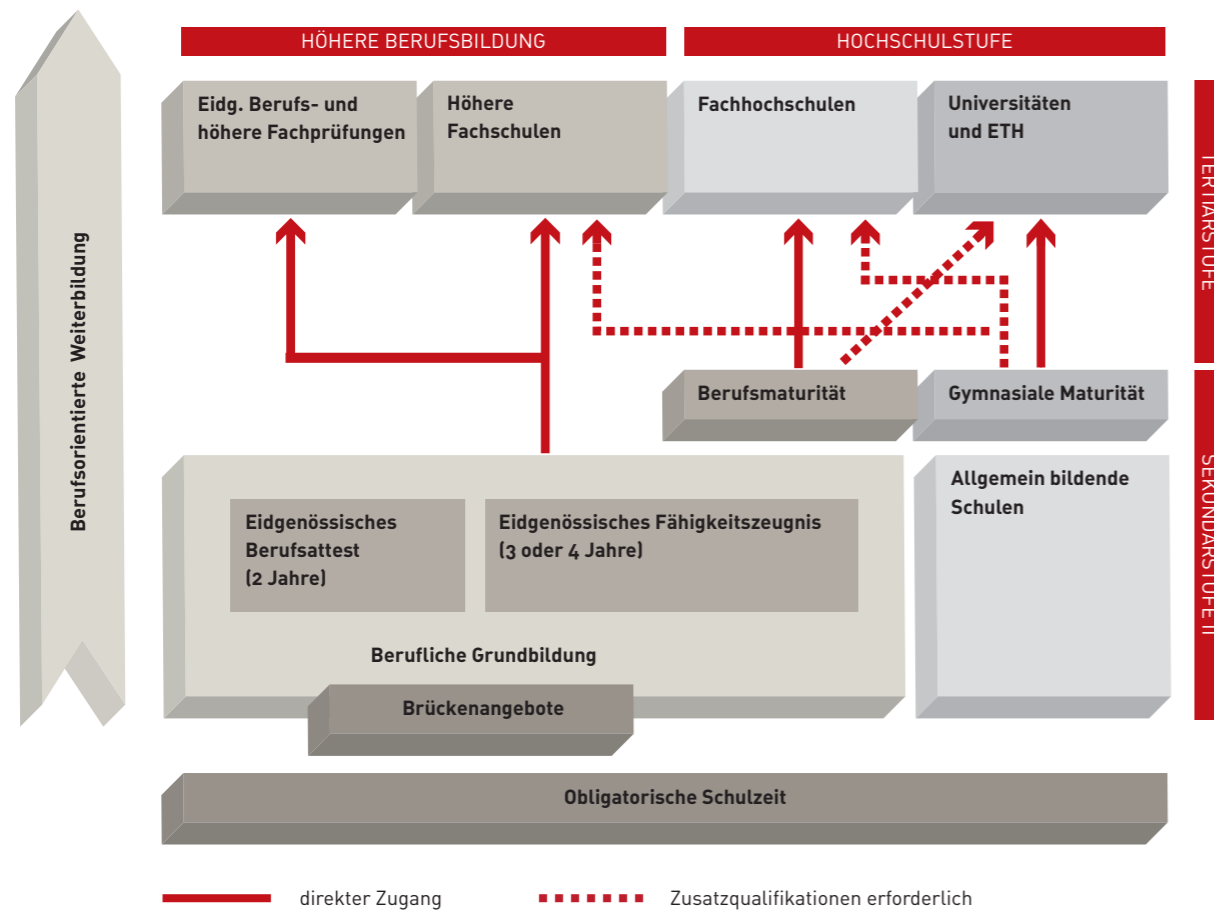 HÖHERE BERUFSBILDUNG
HOCHSCHULSTUFE
Eidg. Berufs- und
höhere Fachprüfungen
Höhere
Fachschulen
Fachhochschulen
Universitäten
und ETH
TERTIÄRSTUFE
Berufsorientierte Weiterbildung
Berufsmaturität
Gymnasiale Maturität
SEKUNDARSTUFE II
Eidgenössisches
Berufsattest
(2 Jahre)
Eidgenössisches Fähigkeitszeugnis
(3 oder 4 Jahre)
Allgemein bildende
Schulen
Berufliche Grundbildung
Brückenangebote
Obligatorische Schulzeit
direkter Zugang
Zusatzqualifikationen erforderlich